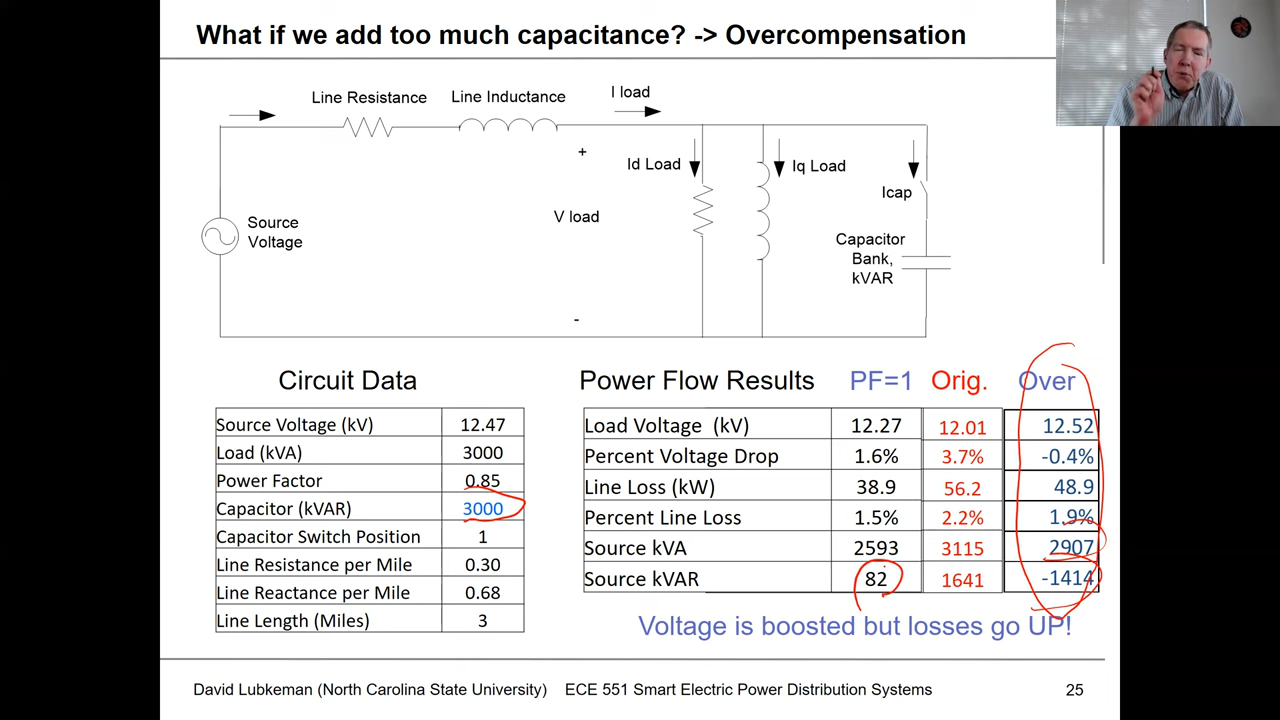 What if we add too much capacitance? -> Overcompensation
Line Resistance
Line Inductance
I load
+
Id Load
Iq Load
Icap
V load
Source
Voltage
Capacitor
Bank,
kVAR
-
Circuit Data
Source Voltage (kV) 12.47
Load (kVA) 3000
Power Factor 0.85
Capacitor (kVAR) 3000
Capacitor Switch Position 1
Line Resistance per Mile 0.30
Line Reactance per Mile 0.68
Line Length (Miles) 3
Power Flow Results PF=1 Orig. Over
Load Voltage (kV) 12.27 12.01 12.52
Percent Voltage Drop 1.6% 3.7% -0.4%
Line Loss (kW) 38.9 56.2 48.9
Percent Line Loss 1.5% 2.2% 1.9%
Source kVA 2593 3115 2907
Source kVAR 82 1641 -1414
Voltage is boosted but losses go UP!
David Lubkeman (North Carolina State University) ECE 551 Smart Electric Power Distribution Systems 25